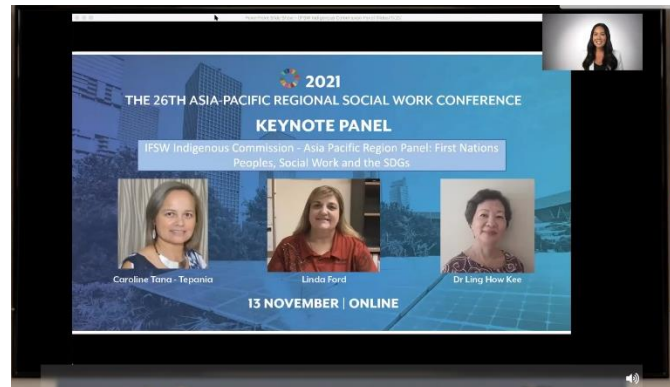 2021
THE 26TH ASIA-PACIFIC REGIONAL SOCIAL WORK CONFERENCE
KEYNOTE PANEL
IFSW Indigenous Commission - Asia Pacific Region Panel: First Nations
Peoples, Social Work and the SDGs
Caroline Tana - Tepania
Linda Ford
Dr Ling How Kee
13 NOVEMBER | ONLINE